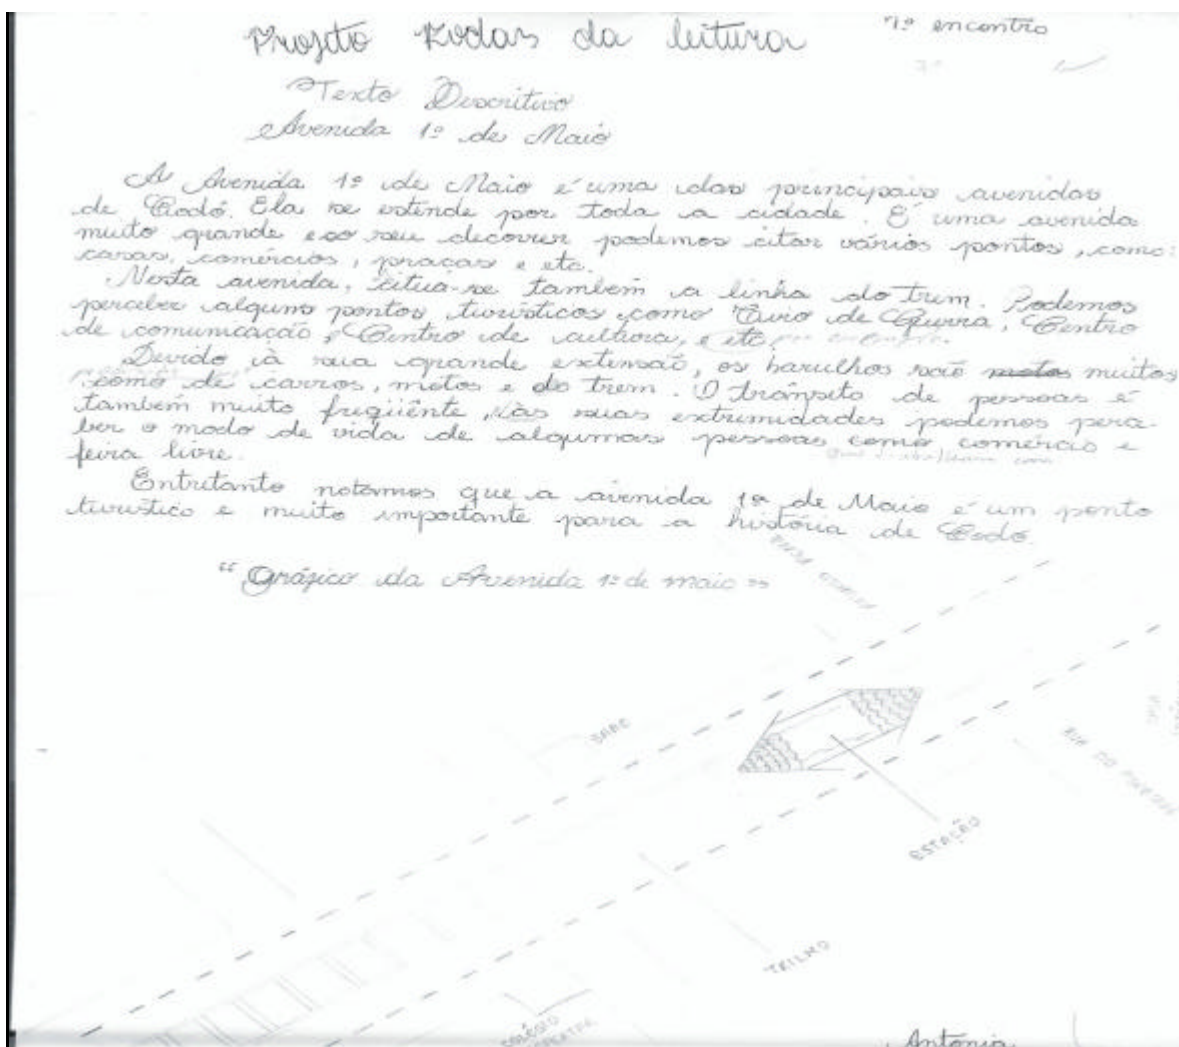 Projeto Rodas da leitura
1º encontro
Texto Descritivo
Avenida 1º de Maio
A Avenida 1º de Maio é uma das principais avenidas
de Codó. Ela se estende por toda a cidade. É uma avenida
muito grande e ao seu decorrer podemos citar vários pontos, como:
casas, comércios, praças e etc.
Nesta avenida, situa-se também a linha do trem. Podemos
perceber alguns pontos turísticos como Tiro de Guerra, Centro
de comunicação, Centro de cultura, e etc.
Devido à sua grande extensão, os barulhos são motos muitos
como de carros, motos e do trem. O trânsito de pessoas é
também muito freqüente, nas suas extremidades podemos perce-
ber o modo de vida de algumas pessoas como comércio e
feira livre.
Entretanto notamos que a avenida 1ª de Maio é um ponto
turístico e muito importante para a história de Codó.
"Gráfico da Avenida 1º de maio"
ESTAÇÃO
TRILHO
COLÉGIO
Antonia